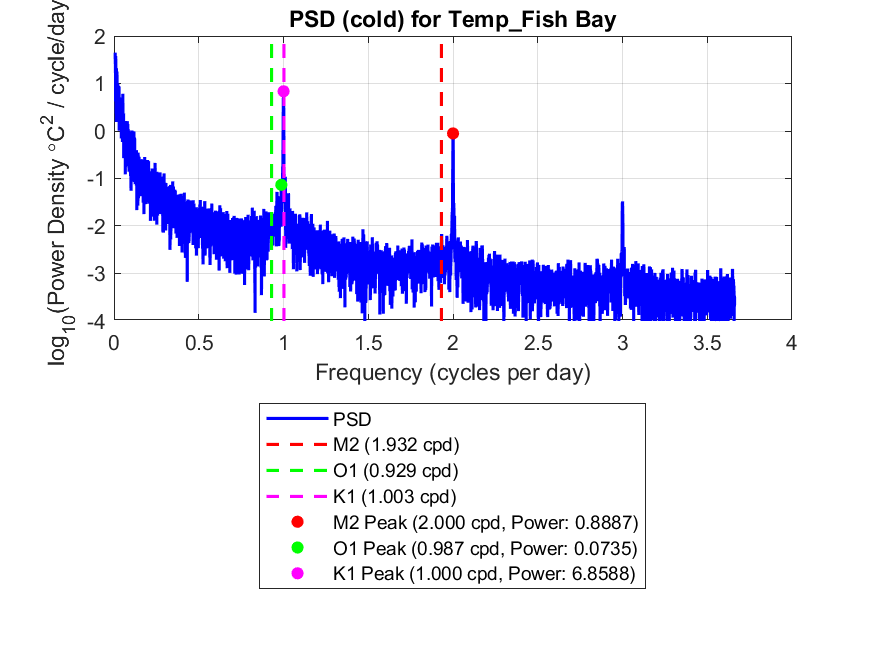 PSD (cold) for Temp_Fish Bay
log10(Power Density °C2 / cycle/day
2
1
0
-1
-2
-3
-4
0 0.5 1 1.5 2 2.5 3 3.5 4
Frequency (cycles per day)
PSD
M2 (1.932 cpd)
O1 (0.929 cpd)
K1 (1.003 cpd)
M2 Peak (2.000 cpd, Power: 0.8887)
O1 Peak (0.987 cpd, Power: 0.0735)
K1 Peak (1.000 cpd, Power: 6.8588)